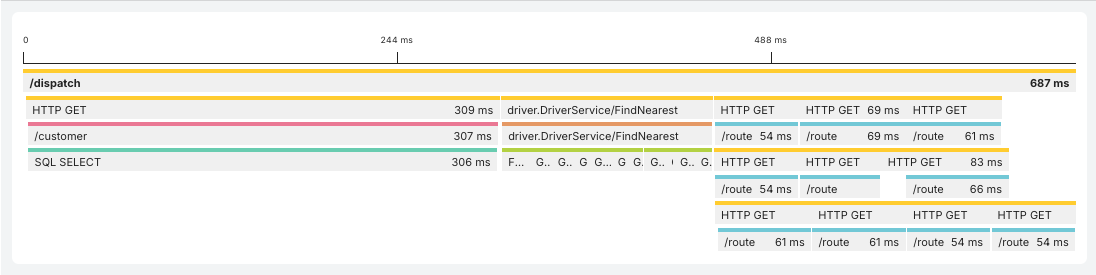 0 244 ms 488 ms
/dispatch 687 ms
HTTP GET 309 ms driver.DriverService/FindNearest HTTP GET HTTP GET 69 ms HTTP GET
/customer 307 ms driver.DriverService/FindNearest /route 54 ms /route 69 ms /route 61 ms
SQL SELECT 306 ms F... G.. G.. G G... G G. G.. G.. G. HTTP GET HTTP GET HTTP GET 83 ms
/route 54 ms /route /route 66 ms
HTTP GET HTTP GET HTTP GET HTTP GET
/route 61 ms /route 61 ms /route 54 ms /route 54 ms